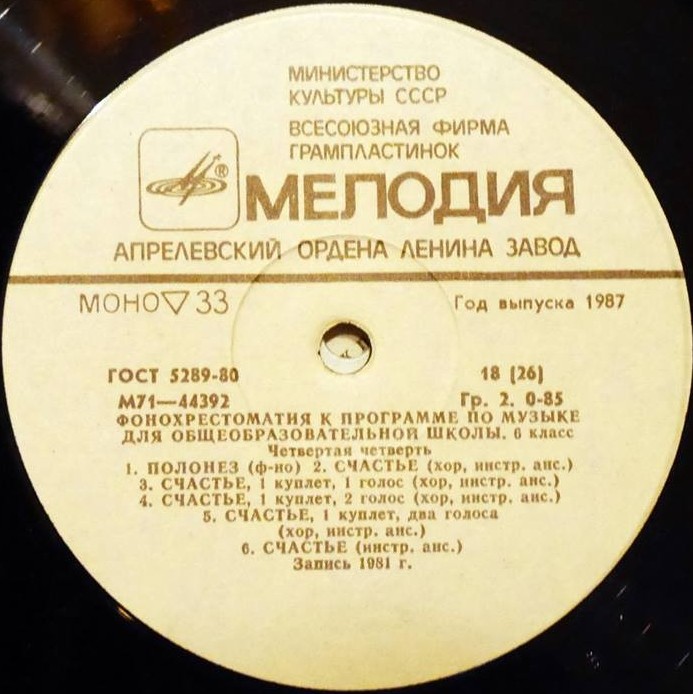 МИНИСТЕРСТВО
КУЛЬТУРЫ СССР
ВСЕСОЮЗНАЯ ФИРМА
ГРАМПЛАСТИНОК
®
МЕЛОДИЯ
АПРЕЛЕВСКИЙ ОРДЕНА ЛЕНИНА ЗАВОД
МОНО ▽ 33 Год выпуска 1987
ГОСТ 5289-80 18 (26)
М71—44392 Гр. 2. 0-85
ФОНОХРЕСТОМАТИЯ К ПРОГРАММЕ ПО МУЗЫКЕ
ДЛЯ ОБЩЕОБРАЗОВАТЕЛЬНОЙ ШКОЛЫ. 6 класс
Четвертая четверть
1. ПОЛОНЕЗ (ф-но) 2. СЧАСТЬЕ (хор, инстр. анс.)
3. СЧАСТЬЕ, 1 куплет, 1 голос (хор, инстр. анс.)
4. СЧАСТЬЕ, 1 куплет, 2 голос (хор, инстр. анс.)
5. СЧАСТЬЕ, 1 куплет, два голоса
(хор, инстр. анс.)
6. СЧАСТЬЕ (инстр. анс.)
Запись 1981 г.